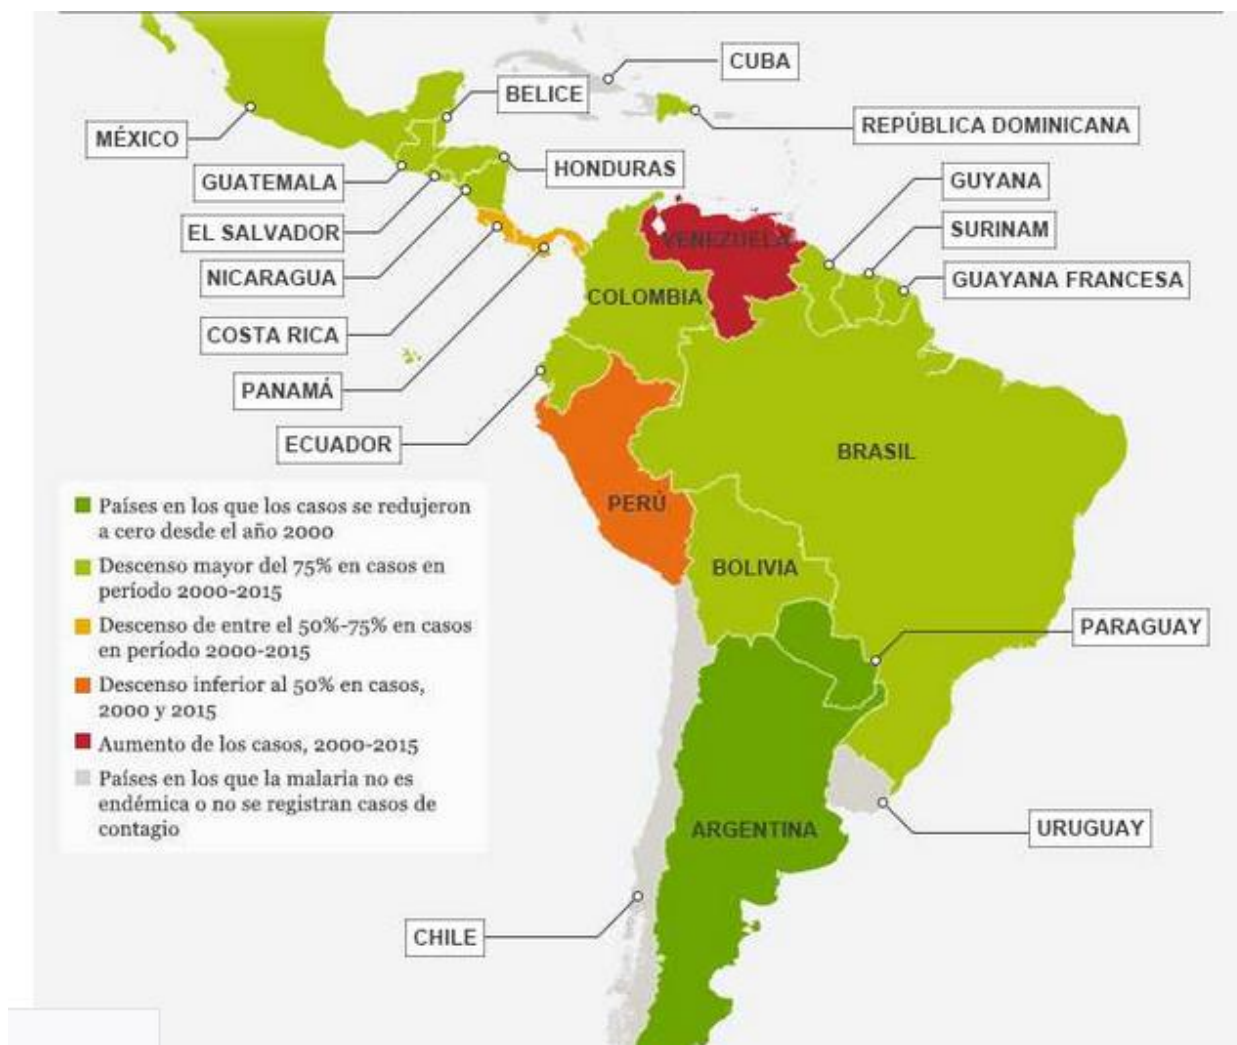 CUBA
BELICE
REPÚBLICA DOMINICANA
MÉXICO
HONDURAS
GUATEMALA
GUYANA
EL SALVADOR
SURINAM
VENEZUELA
NICARAGUA
GUAYANA FRANCESA
COLOMBIA
COSTA RICA
PANAMÁ
ECUADOR
BRASIL
PERÚ
BOLIVIA
PARAGUAY
ARGENTINA
URUGUAY
CHILE
Países en los que los casos se redujeron
a cero desde el año 2000
Descenso mayor del 75% en casos en
período 2000-2015
Descenso de entre el 50%-75% en casos
en período 2000-2015
Descenso inferior al 50% en casos,
2000 y 2015
Aumento de los casos, 2000-2015
Países en los que la malaria no es
endémica o no se registran casos de
contagio